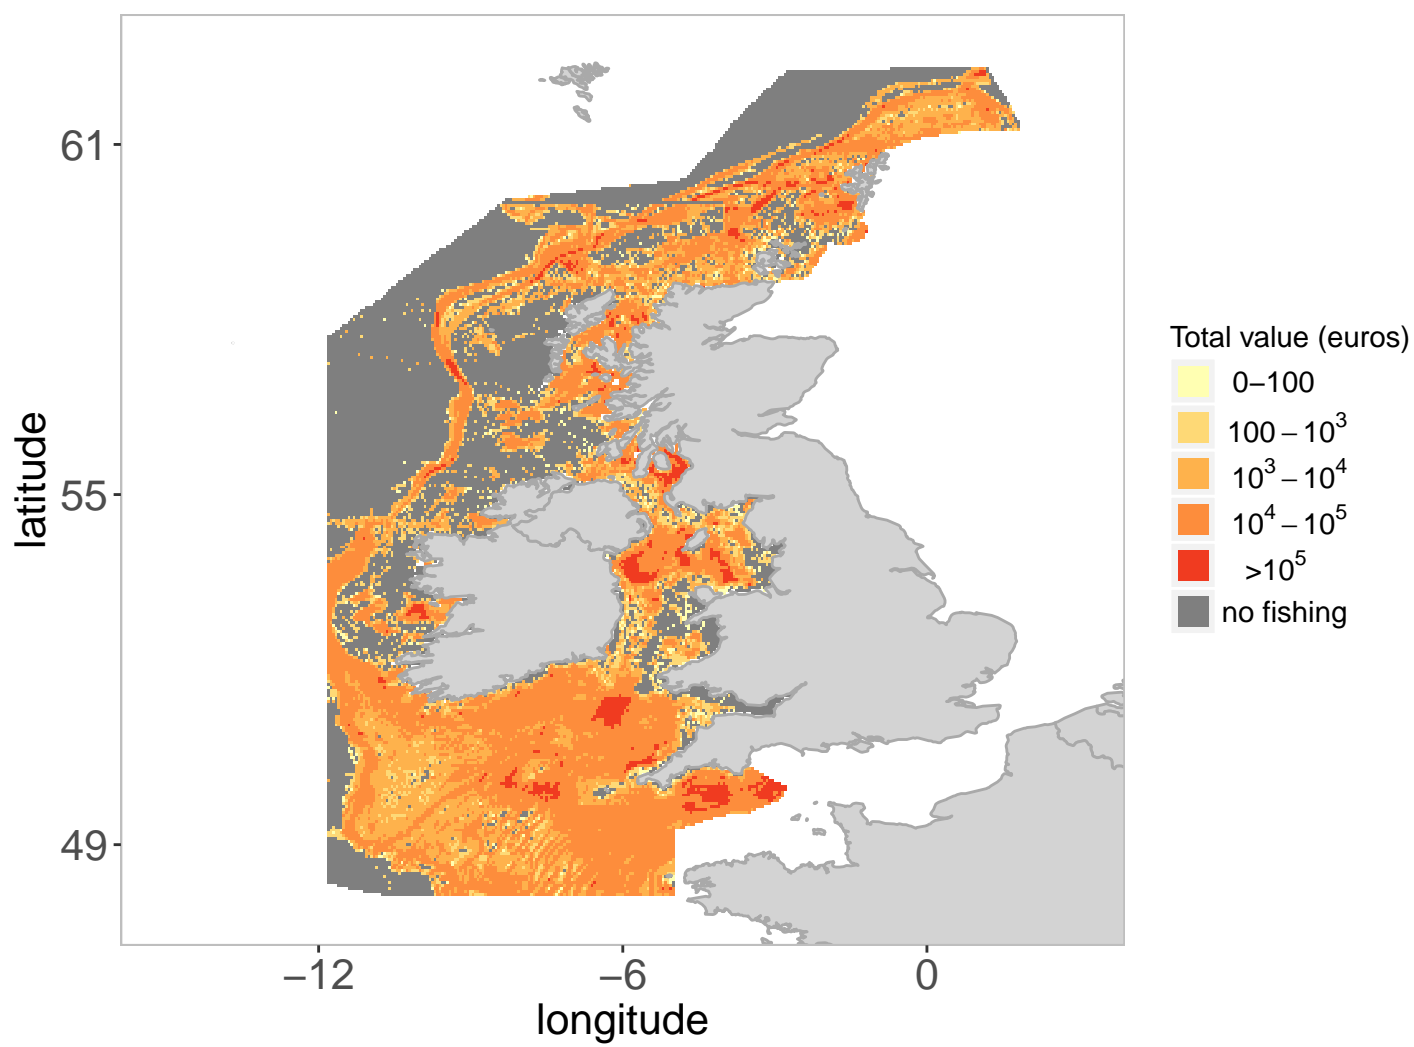 latitude
61
55
49
−12
−6
0
longitude
Total value (euros)
0−100
100 − 10³
10³ − 10⁴
10⁴ − 10⁵
>10⁵
no fishing